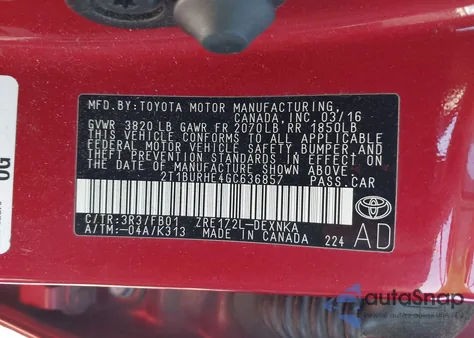 MFD.BY:TOYOTA MOTOR MANUFACTURING,
CANADA,INC.03/16
GVWR 3820LB GAWR FR 2070LB RR 1850LB
THIS VEHICLE CONFORMS TO ALL APPLICABLE
FEDERAL MOTOR VEHICLE SAFETY, BUMPER, AND
THEFT PREVENTION STANDARDS IN EFFECT ON
THE DATE OF MANUFACTURE SHOWN ABOVE.
2T1BURHE4GC636857 PASS.CAR
C/TR:3R3/FB01 ZRE172L-DEXNKA
A/TM:-04A/K313 MADE IN CANADA 224
AD
TOYOTA
autoSnap